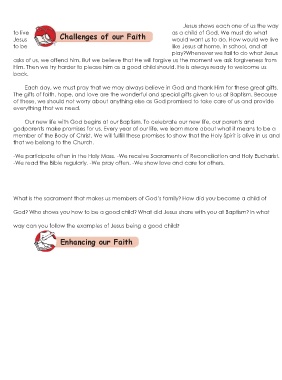 Jesus shows each one of us the way
to live as a child of God. We must do what
Jesus Challenges of our Faith would want us to do. How would we like
to be like Jesus at home, in school, and at
play?Whenever we fail to do what Jesus
asks of us, we offend him. But we believe that He will forgive us the moment we ask forgiveness from
Him. Then we try harder to please him as a good child should. He is always ready to welcome us
back.
Each day, we must pray that we may always believe in God and thank Him for these great gifts.
The gifts of faith, hope, and love are the wonderful and special gifts given to us at Baptism. Because
of these, we should not worry about anything else as God promised to take care of us and provide
everything that we need.
Our new life with God begins at our Baptism. To celebrate our new life, our parents and
godparents make promises for us. Every year of our life, we learn more about what it means to be a
member of the Body of Christ. We will fulfill these promises to show that the Holy Spirit is alive in us and
that we belong to the Church.
-We participate often in the Holy Mass. -We receive Sacraments of Reconciliation and Holy Eucharist.
-We read the Bible regularly. -We pray often. -We show love and care for others.
What is the sacrament that makes us members of God's family? How did you become a child of
God? Who shows you how to be a good child? What did Jesus share with you at Baptism? In what
way can you follow the examples of Jesus being a good child?
Enhancing our Faith